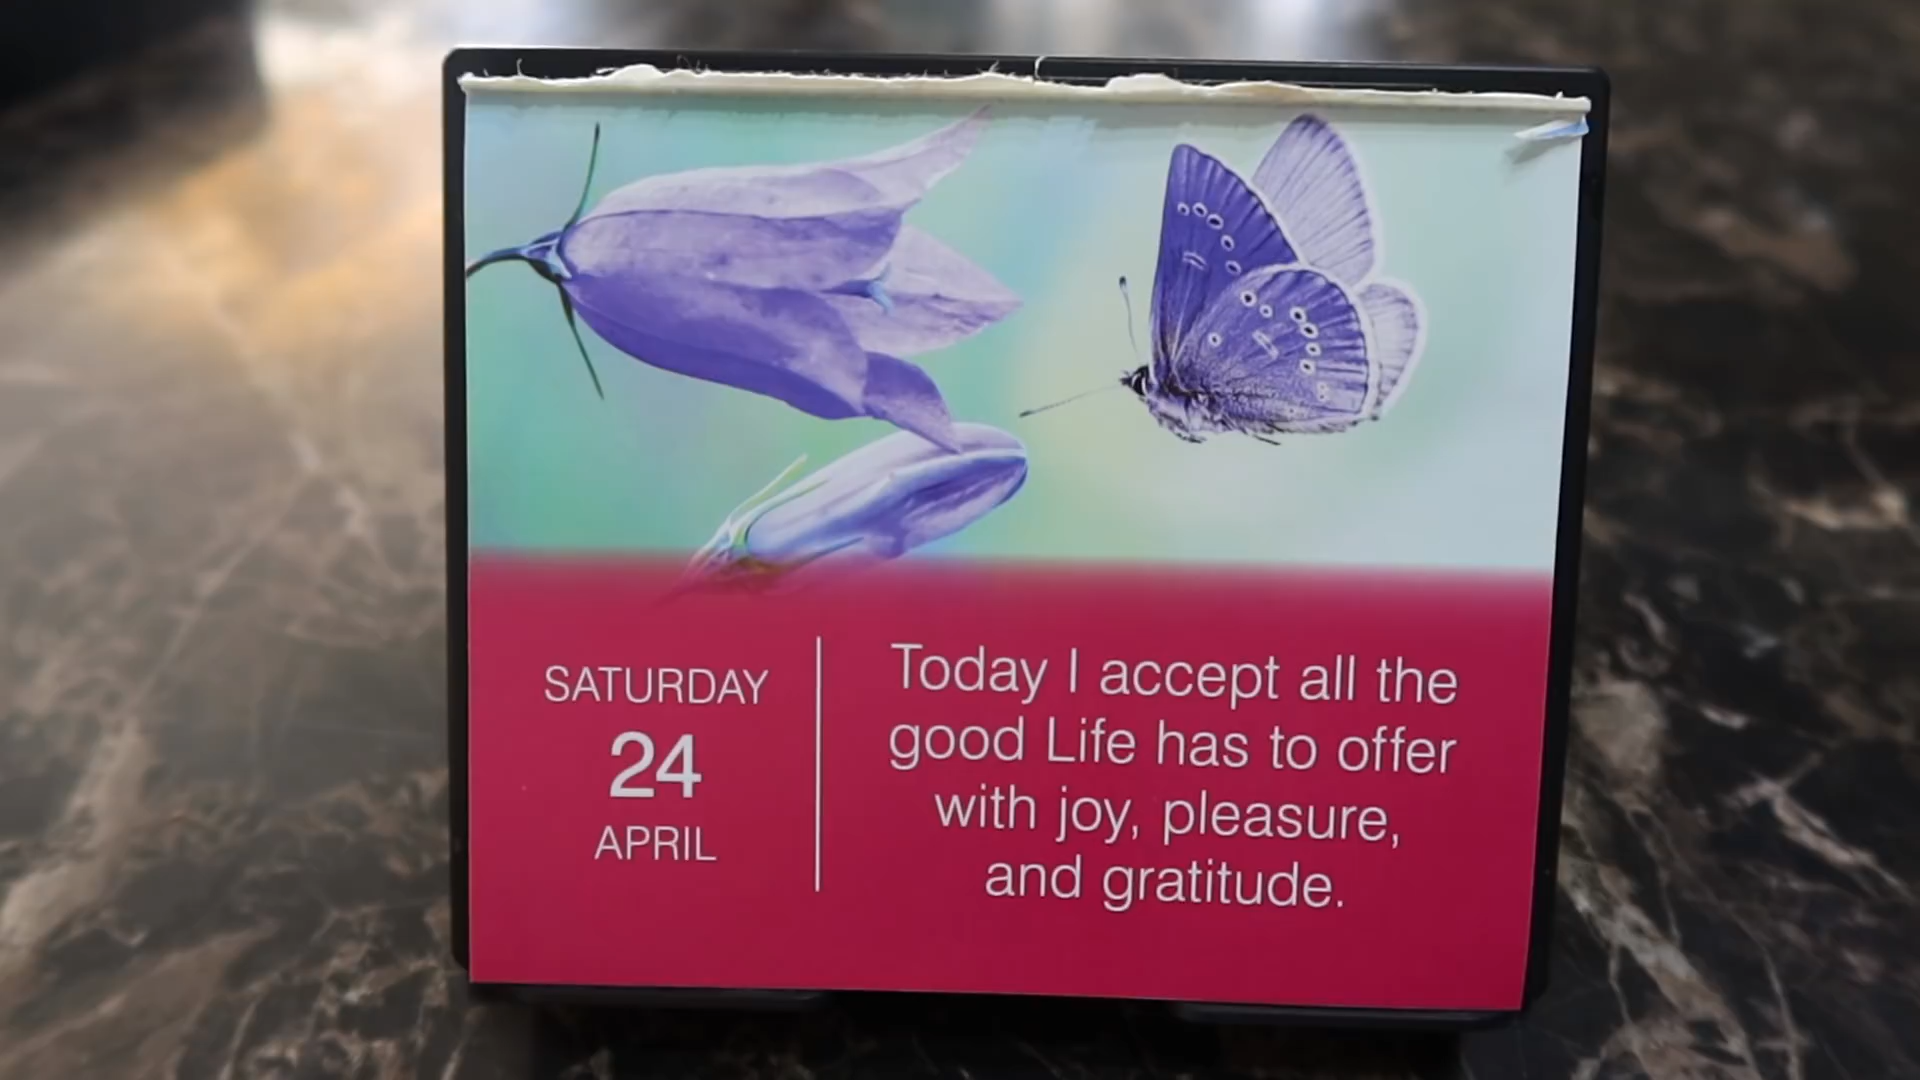 SATURDAY
24
APRIL
Today I accept all the
good Life has to offer
with joy, pleasure,
and gratitude.